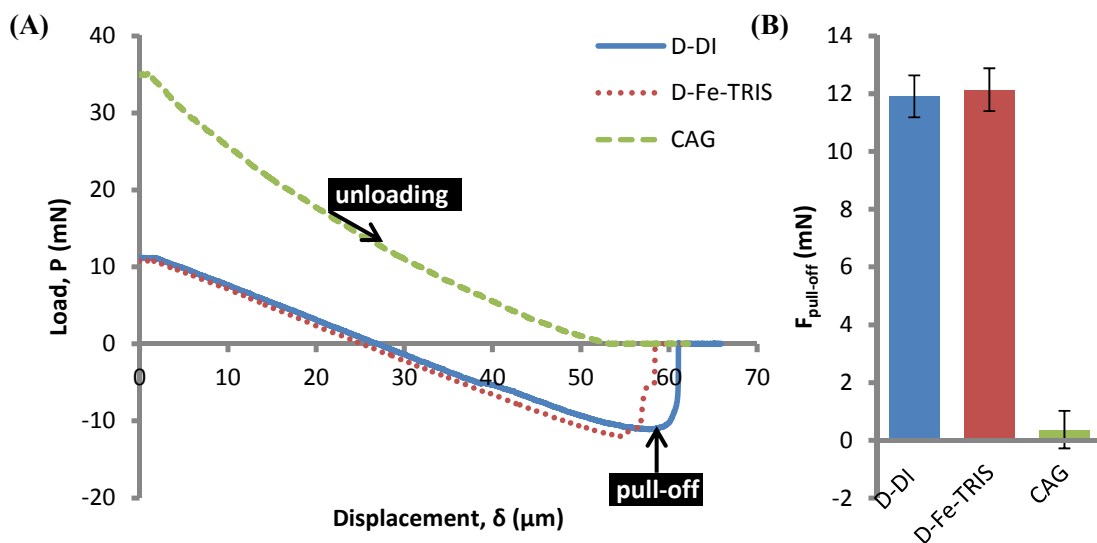 (A)
40
30
20
10
0
-10
-20
Load, P (mN)
0 10 20 30 40 50 60 70
Displacement, δ (μm)
D-DI
D-Fe-TRIS
CAG
unloading
pull-off
(B)
14
12
10
8
6
4
2
0
-2
F_pull-off (mN)
D-DI
D-Fe-TRIS
CAG